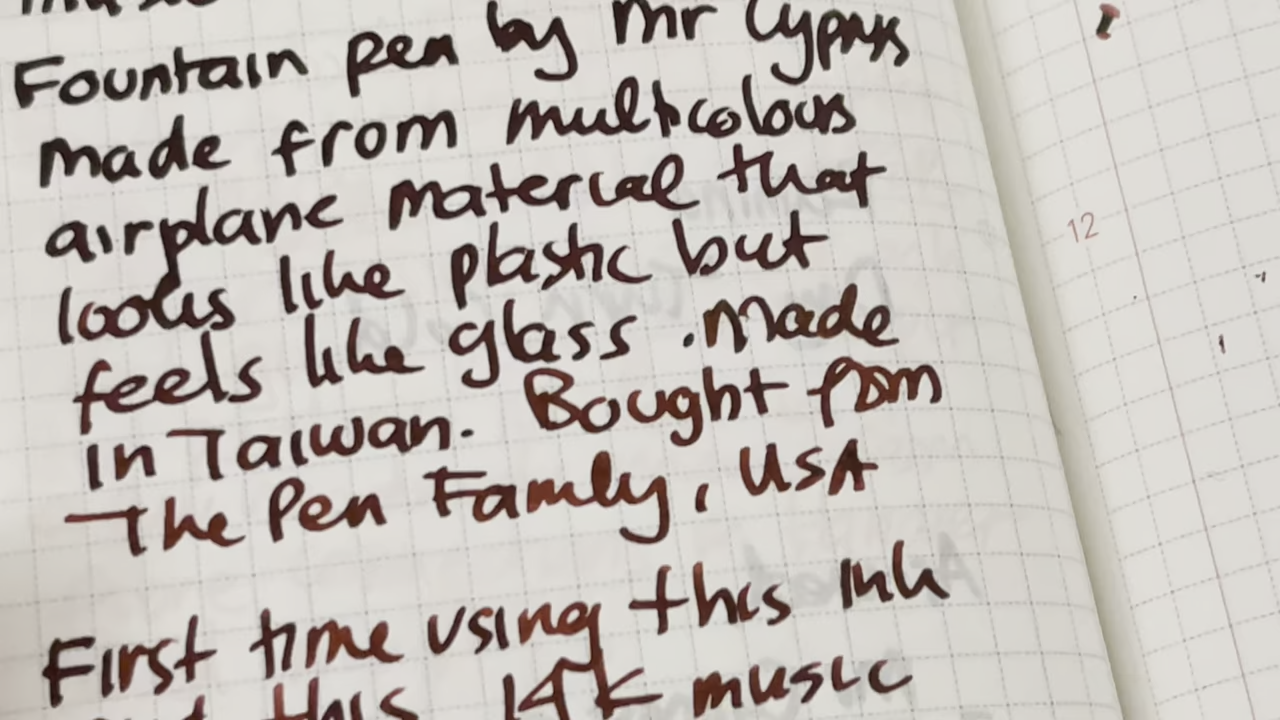 Fountain pen by Mr Cypress
made from multicolours
airplane material that
looks like plastic but
feels like glass. Made
in Taiwan. Bought from
The Pen Family, USA
First time using this ink
this 14K music
12